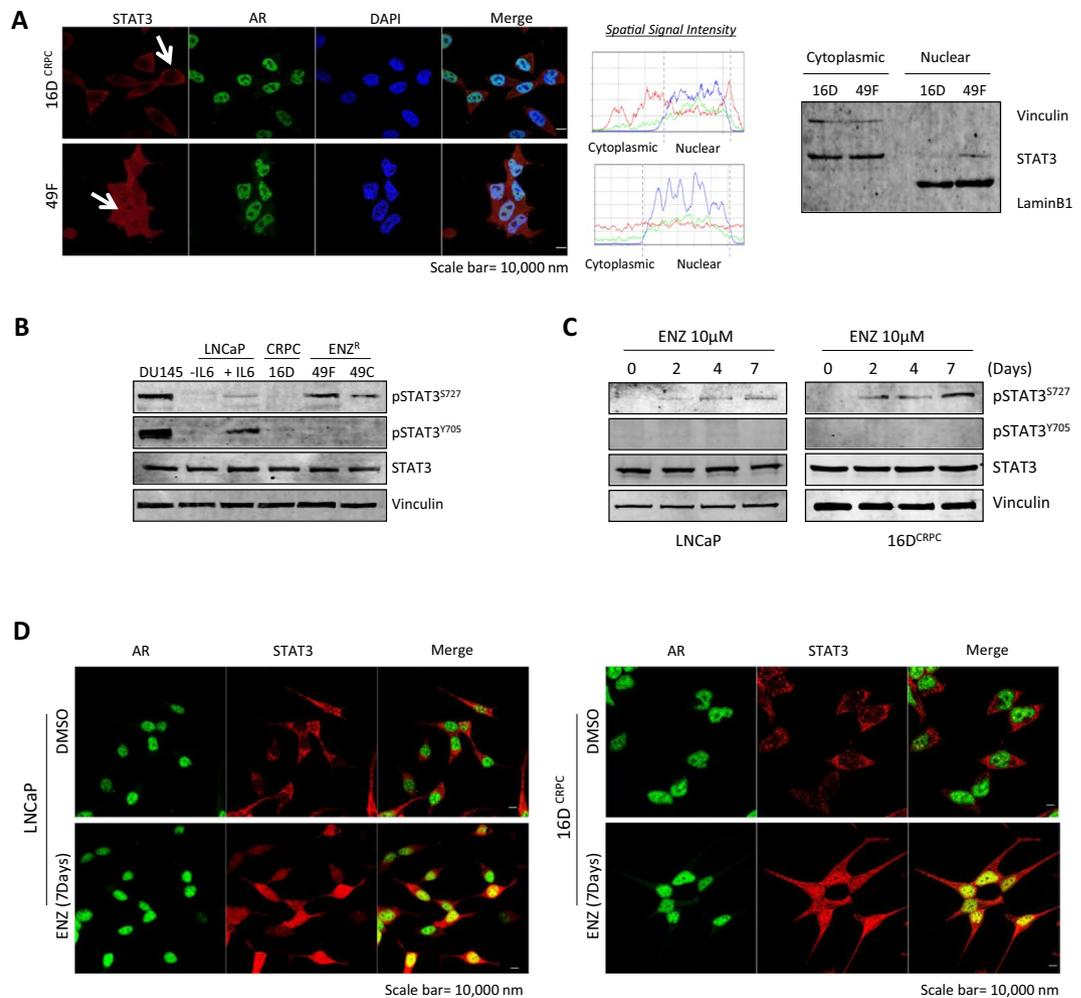 A
STAT3 AR DAPI Merge
16D CRPC
49F
Scale bar= 10,000 nm
Spatial Signal Intensity
Cytoplasmic Nuclear
Cytoplasmic Nuclear
Cytoplasmic Nuclear
16D 49F 16D 49F
Vinculin
STAT3
LaminB1
B
LNCaP CRPC ENZR
DU145 -IL6 + IL6 16D 49F 49C
pSTAT3S727
pSTAT3Y705
STAT3
Vinculin
C
ENZ 10μM ENZ 10μM
0 2 4 7 0 2 4 7 (Days)
pSTAT3S727
pSTAT3Y705
STAT3
Vinculin
LNCaP 16DCRPC
D
AR STAT3 Merge
LNCaP
DMSO
ENZ (7Days)
Scale bar= 10,000 nm
AR STAT3 Merge
16D CRPC
DMSO
ENZ (7Days)
Scale bar= 10,000 nm